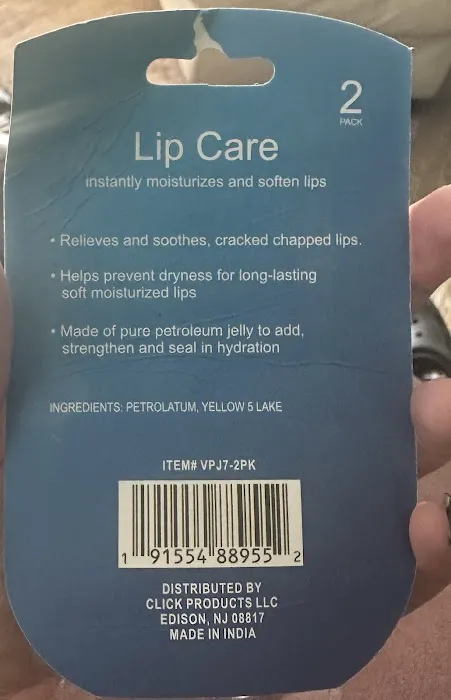 2
PACK
Lip Care
instantly moisturizes and soften lips
• Relieves and soothes, cracked chapped lips.
• Helps prevent dryness for long-lasting
soft moisturized lips
• Made of pure petroleum jelly to add,
strengthen and seal in hydration
INGREDIENTS: PETROLATUM, YELLOW 5 LAKE
ITEM# VPJ7-2PK
1 91554 88955 2
DISTRIBUTED BY
CLICK PRODUCTS LLC
EDISON, NJ 08817
MADE IN INDIA